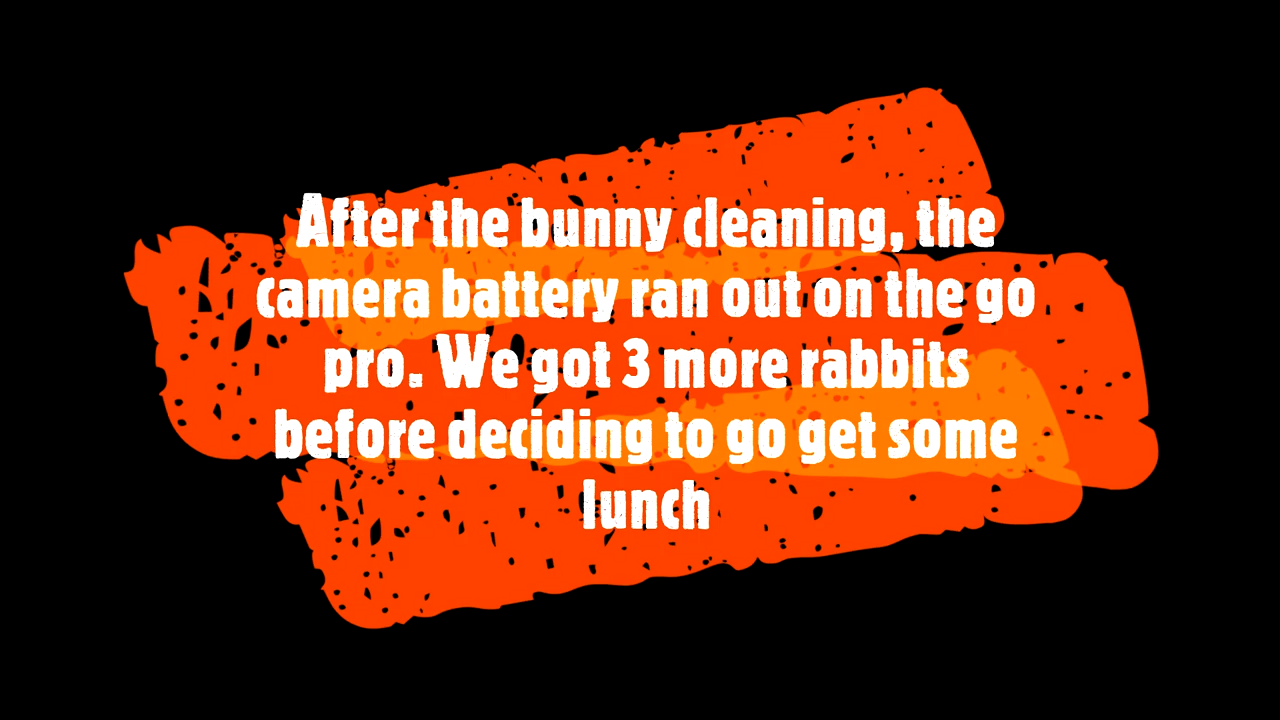 After the bunny cleaning, the
camera battery ran out on the go
pro. We got 3 more rabbits
before deciding to go get some
lunch